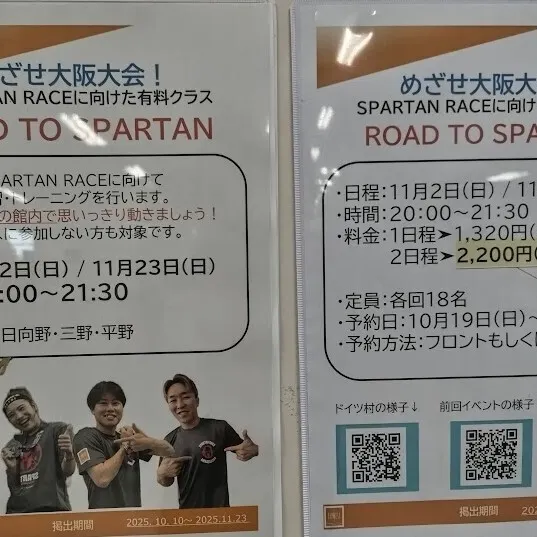 ざせ大阪大会！
AN RACEに向けた有料クラス
D TO SPARTAN
PARTAN RACEに向けて
・トレーニングを行います。
の館内で思いっきり動きましょう！
に参加しない方も対象です。
2日(日) / 11月23日(日)
:00～21:30
日向野・三野・平野
掲出期間 2025. 10. 10～ 2025.11.23
めざせ大阪大
SPARTAN RACEに向け
ROAD TO SPA
・日程：11月2日(日) / 11
・時間：20:00～21:30
・料金：1日程➤1,320円(
2日程➤2,200円(
・定員：各回18名
・予約日：10月19日(日)～
・予約方法：フロントもしく
ドイツ村の様子↓ 前回イベントの様子
掲出期間 202